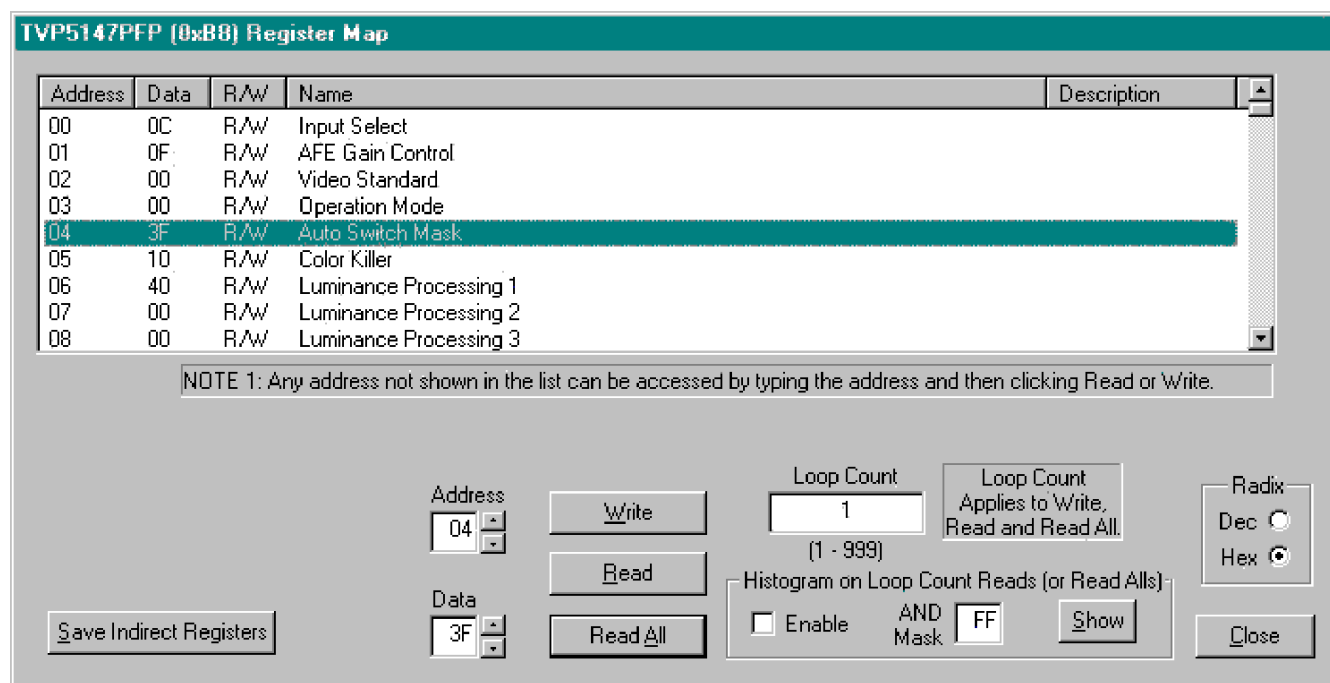 TVP5147PFP (0xB8) Register Map
Address Data R/W Name Description
00 0C R/W Input Select
01 0F R/W AFE Gain Control
02 00 R/W Video Standard
03 00 R/W Operation Mode
04 3F R/W Auto Switch Mask
05 10 R/W Color Killer
06 40 R/W Luminance Processing 1
07 00 R/W Luminance Processing 2
08 00 R/W Luminance Processing 3
NOTE 1: Any address not shown in the list can be accessed by typing the address and then clicking Read or Write.
Address
04
Data
3F
Save Indirect Registers
Write
Read
Read All
Loop Count
1
(1 - 999)
Loop Count
Applies to Write,
Read and Read All.
Histogram on Loop Count Reads (or Read Alls)
Enable
AND
Mask
FF
Show
Radix
Dec
Hex
Close